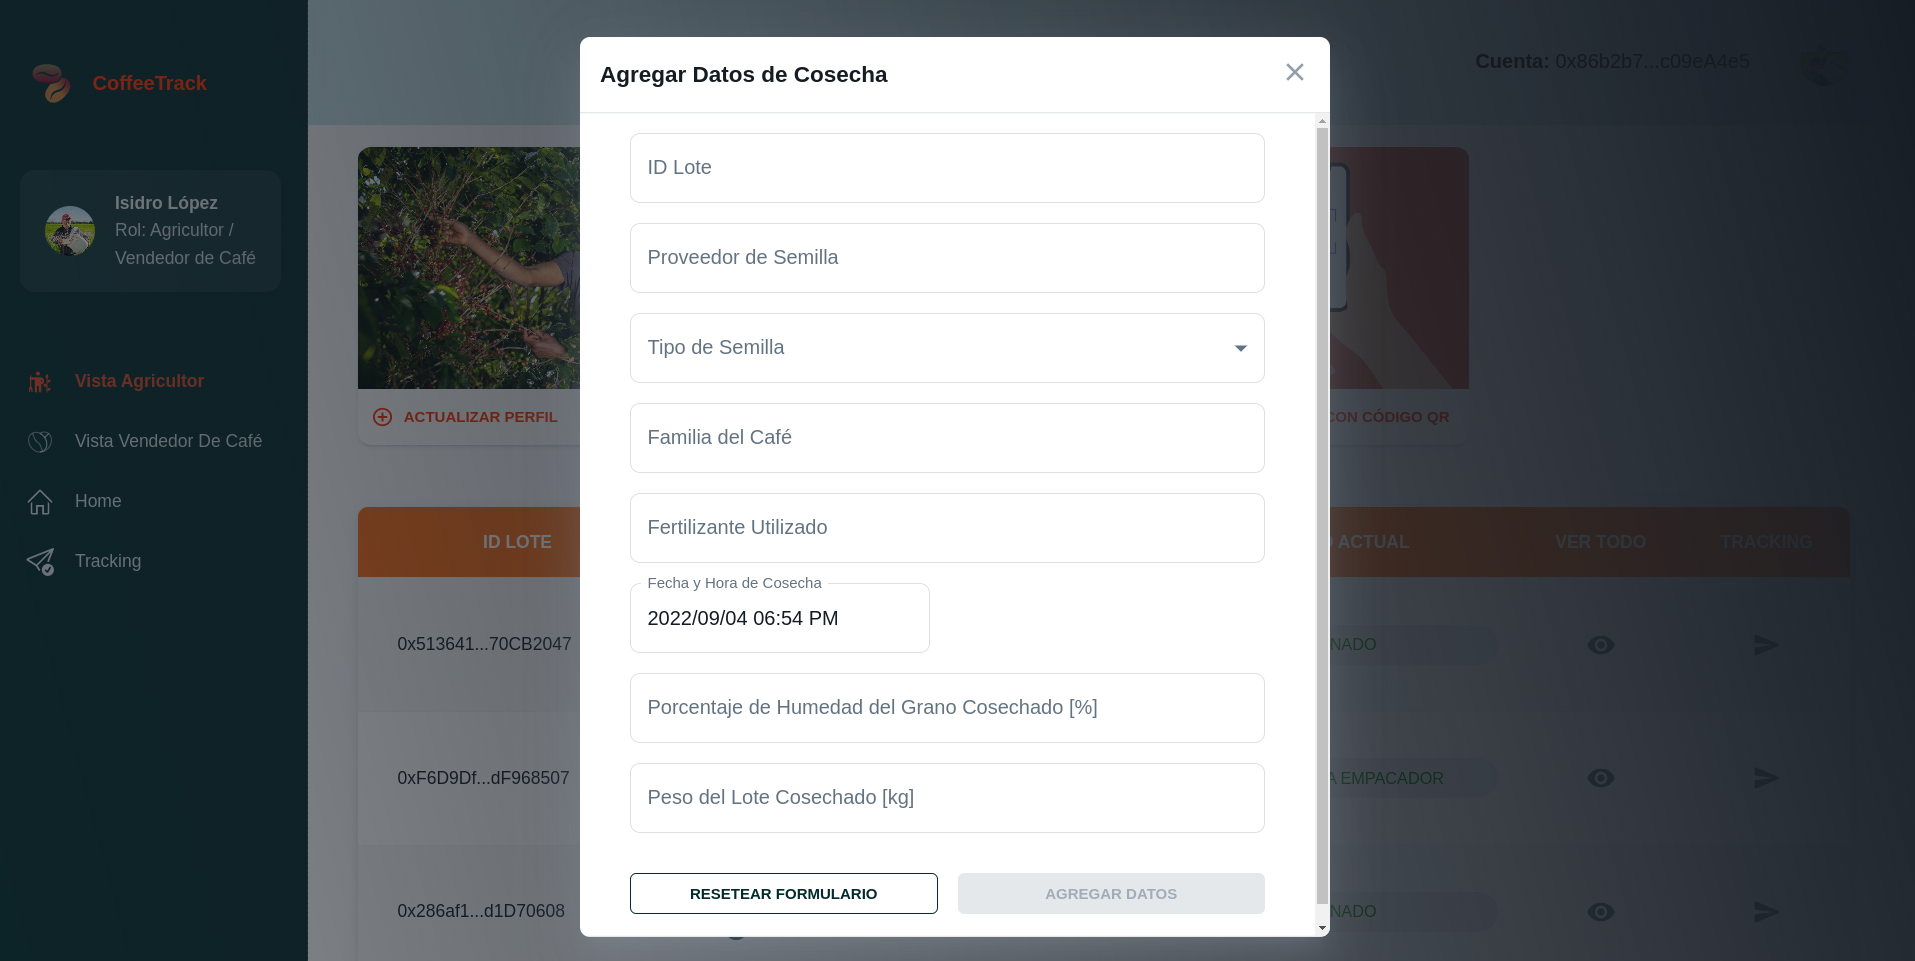 CoffeeTrack
Isidro López
Rol: Agricultor /
Vendedor de Café
Vista Agricultor
Vista Vendedor De Café
Home
Tracking
Cuenta: 0x86b2b7...c09eA4e5
ACTUALIZAR PERFIL
CON CÓDIGO QR
ID LOTE
ACTUAL
VER TODO
TRACKING
0x513641...70CB2047
NADO
0xF6D9Df...dF968507
A EMPACADOR
0x286af1...d1D70608
NADO
Agregar Datos de Cosecha
ID Lote
Proveedor de Semilla
Tipo de Semilla
Familia del Café
Fertilizante Utilizado
Fecha y Hora de Cosecha
2022/09/04 06:54 PM
Porcentaje de Humedad del Grano Cosechado [%]
Peso del Lote Cosechado [kg]
RESETEAR FORMULARIO
AGREGAR DATOS